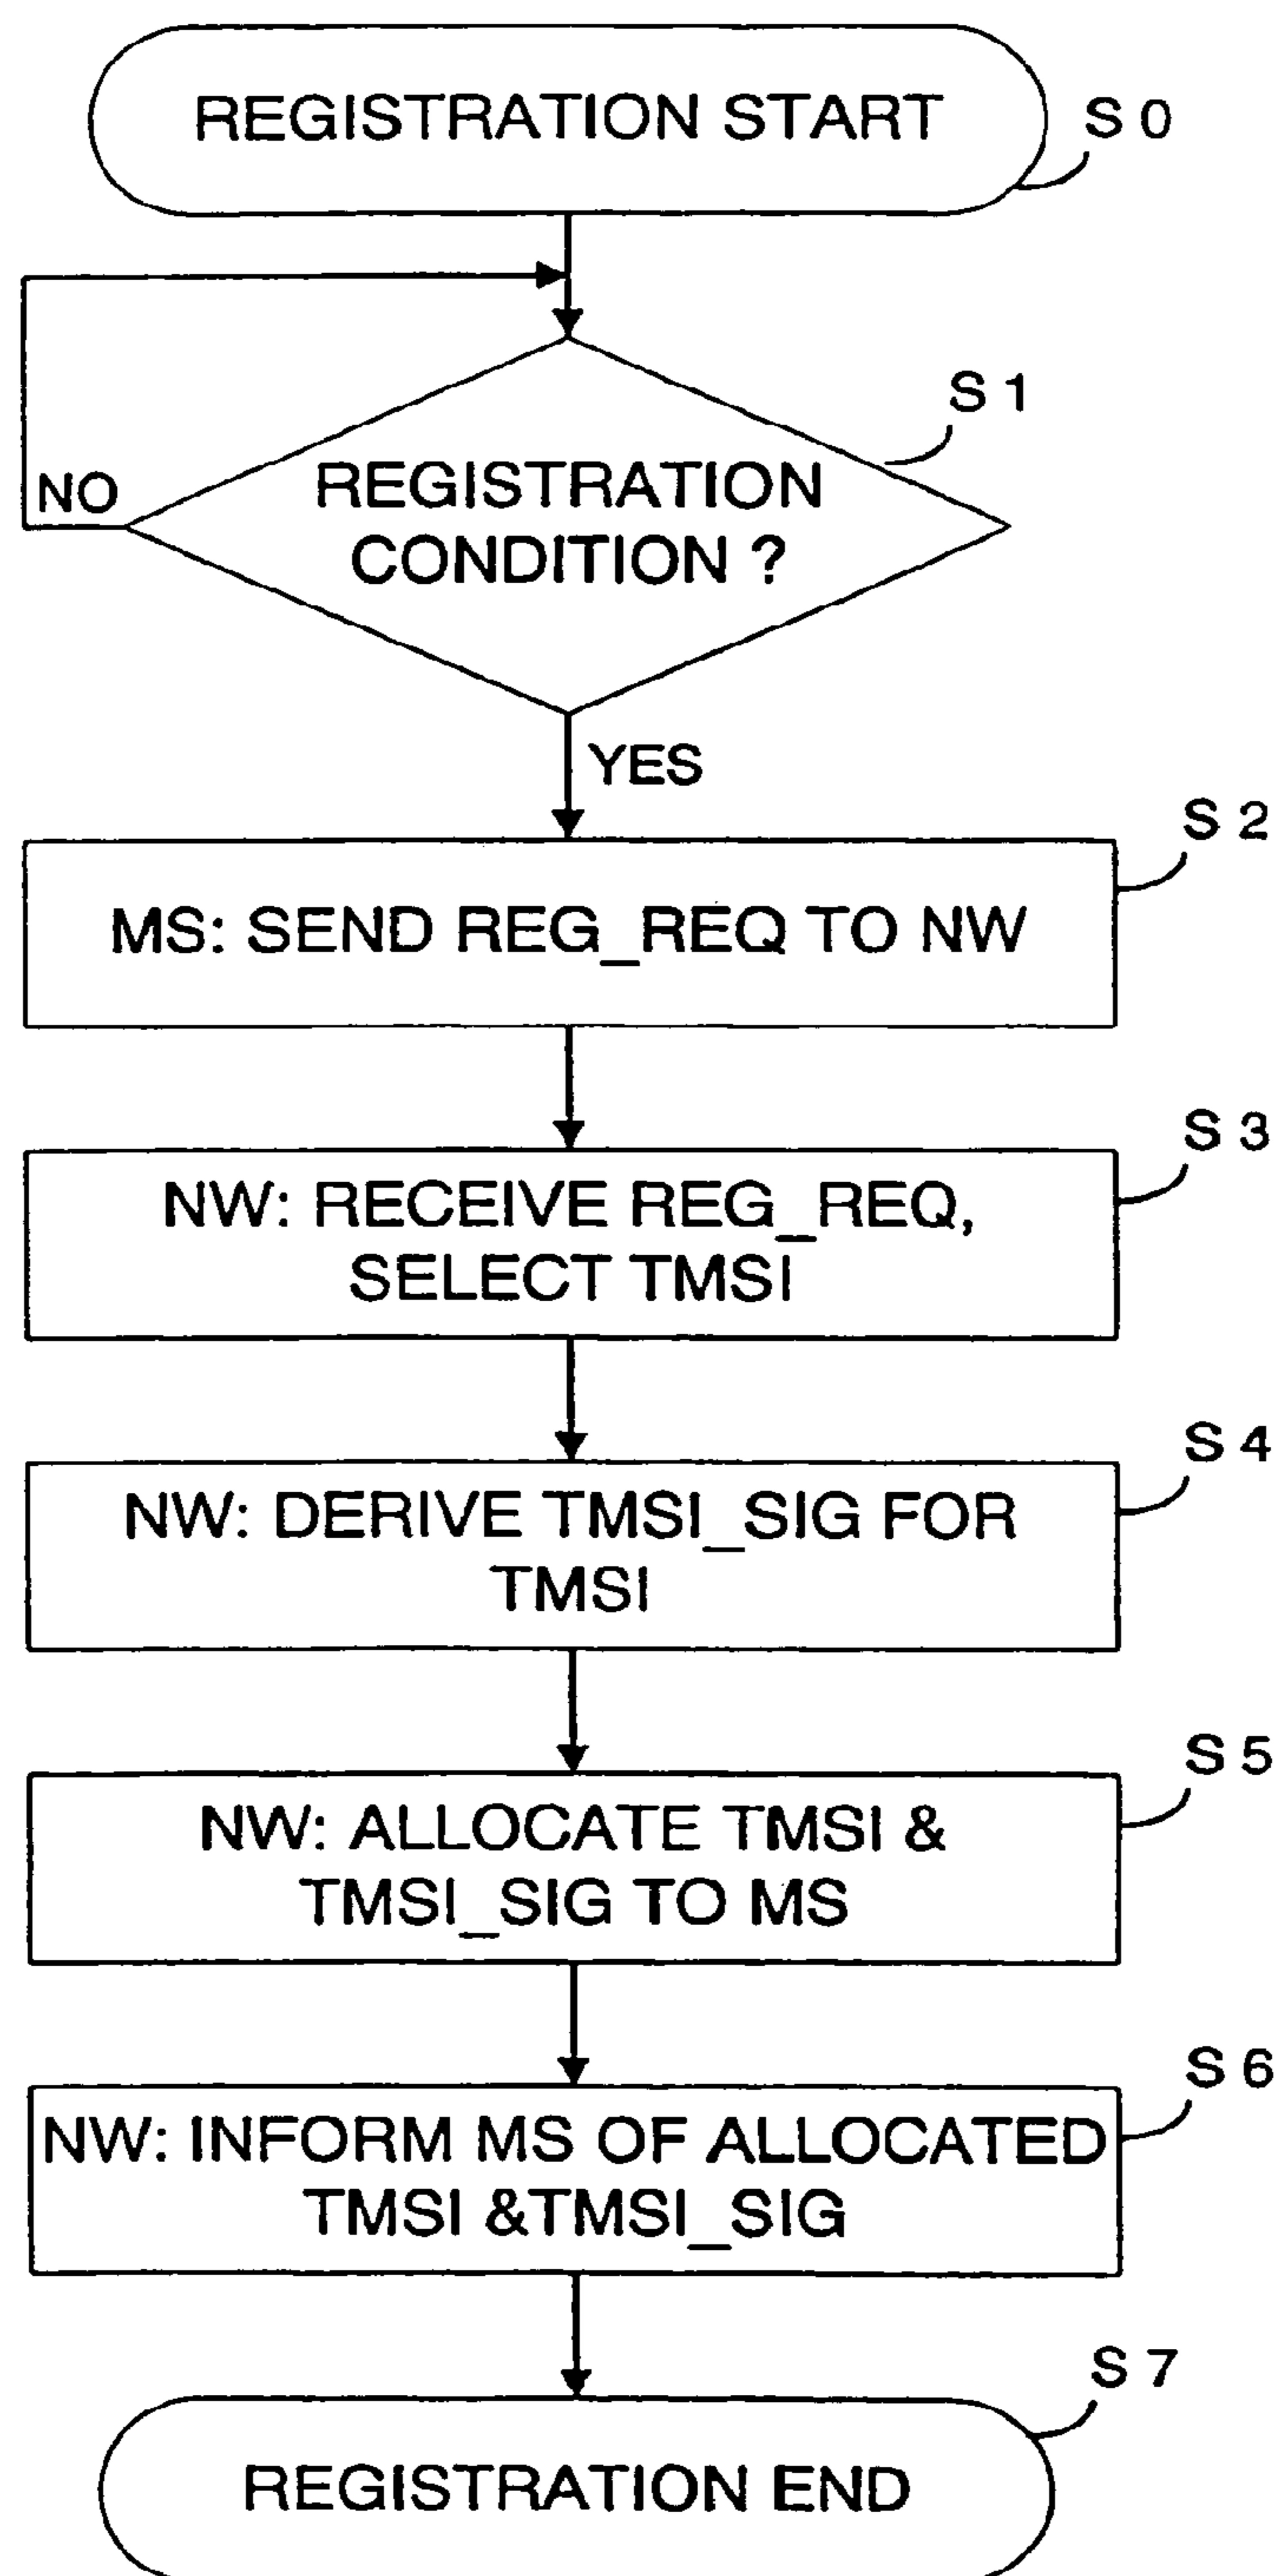 REGISTRATION START
S 0
S 1
REGISTRATION
CONDITION ?
NO
YES
S 2
MS: SEND REG_REQ TO NW
S 3
NW: RECEIVE REG_REQ,
SELECT TMSI
S 4
NW: DERIVE TMSI_SIG FOR
TMSI
S 5
NW: ALLOCATE TMSI &
TMSI_SIG TO MS
S 6
NW: INFORM MS OF ALLOCATED
TMSI &TMSI_SIG
S 7
REGISTRATION END